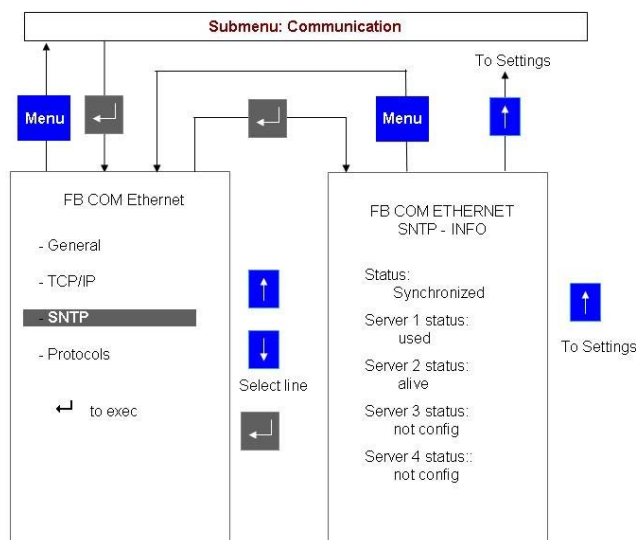 Submenu: Communication
To Settings
Menu
Menu
FB COM Ethernet
- General
- TCP/IP
- SNTP
- Protocols
↵ to exec
Select line
FB COM ETHERNET
SNTP - INFO
Status:
Synchronized
Server 1 status:
used
Server 2 status:
alive
Server 3 status:
not config
Server 4 status::
not config
To Settings